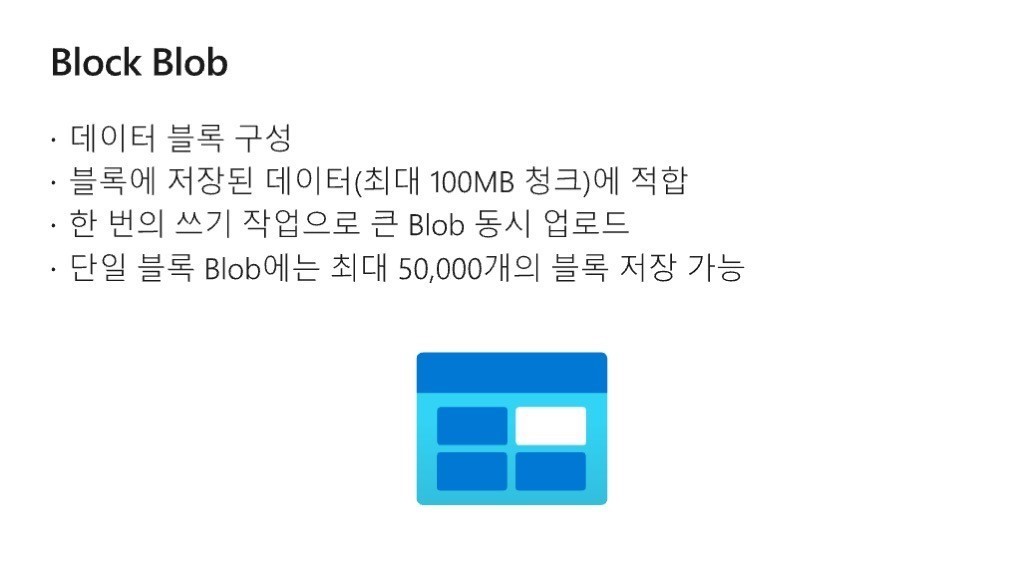 Block Blob
· 데이터 블록 구성
· 블록에 저장된 데이터(최대 100MB 청크)에 적합
· 한 번의 쓰기 작업으로 큰 Blob 동시 업로드
· 단일 블록 Blob에는 최대 50,000개의 블록 저장 가능